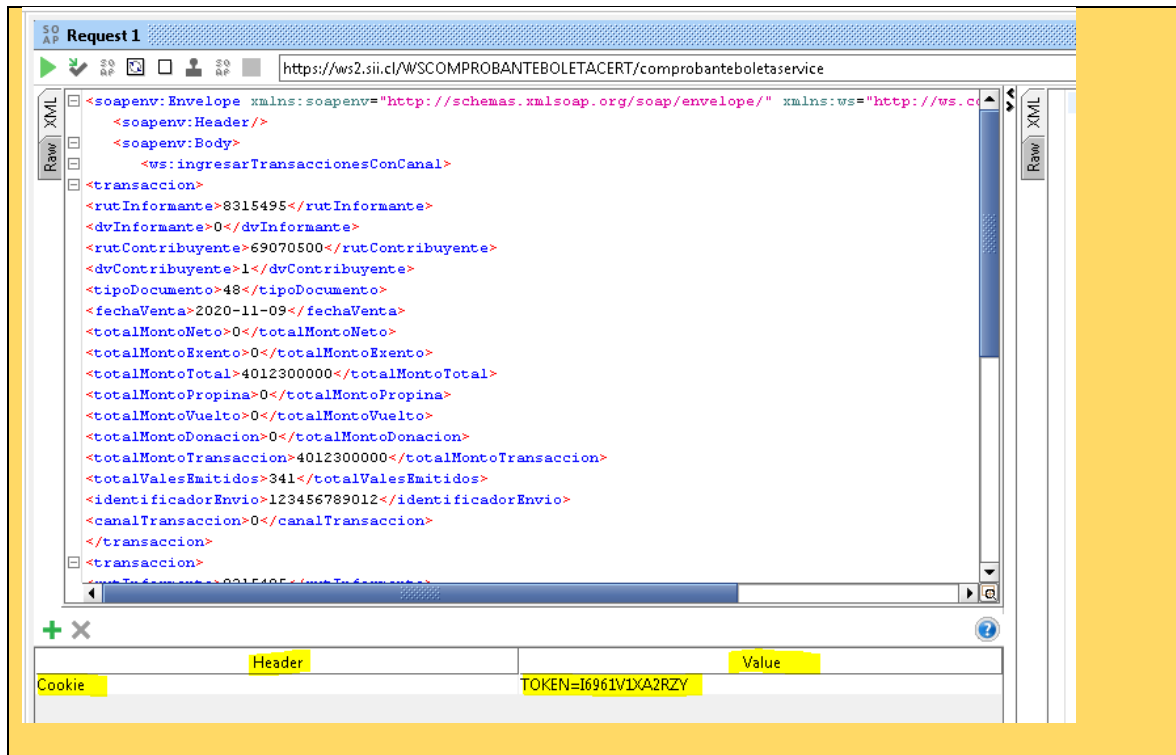 SOAP Request 1
https://ws2.sii.cl/WSCOMPROBANTEBOLETACERT/comprobanteboletaservice
XML
Raw
<soapenv:Envelope xmlns:soapenv="http://schemas.xmlsoap.org/soap/envelope/" xmlns:ws="http://ws.c
<soapenv:Header/>
<soapenv:Body>
<ws:ingresarTransaccionesConCanal>
<transaccion>
<rutInformante>8315495</rutInformante>
<dvInformante>0</dvInformante>
<rutContribuyente>69070500</rutContribuyente>
<dvContribuyente>1</dvContribuyente>
<tipoDocumento>48</tipoDocumento>
<fechaVenta>2020-11-09</fechaVenta>
<totalMontoNeto>0</totalMontoNeto>
<totalMontoExento>0</totalMontoExento>
<totalMontoTotal>4012300000</totalMontoTotal>
<totalMontoPropina>0</totalMontoPropina>
<totalMontoVuelto>0</totalMontoVuelto>
<totalMontoDonacion>0</totalMontoDonacion>
<totalMontoTransaccion>4012300000</totalMontoTransaccion>
<totalValesEmitidos>341</totalValesEmitidos>
<identificadorEnvio>123456789012</identificadorEnvio>
<canalTransaccion>0</canalTransaccion>
</transaccion>
<transaccion>
XML
Raw
Header Value
Cookie TOKEN=I6961V1XA2RZY